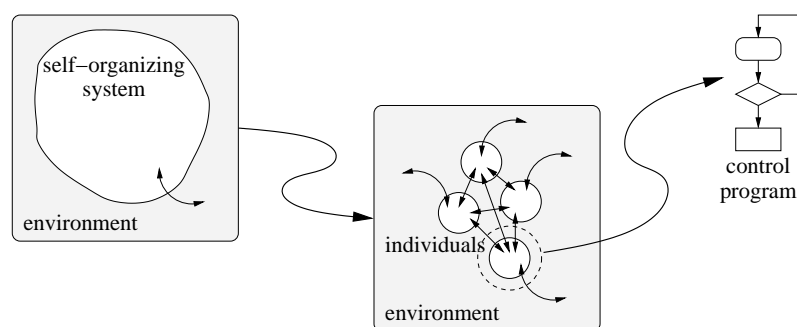 self−organizing
system
environment
individuals
environment
control
program